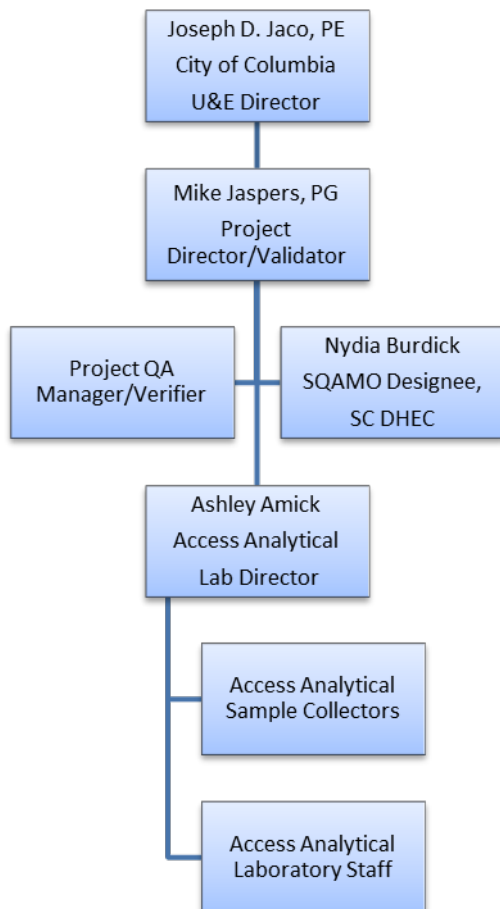 Joseph D. Jaco, PE
City of Columbia
U&E Director
Mike Jaspers, PG
Project
Director/Validator
Project QA
Manager/Verifier
Nydia Burdick
SQAMO Designee,
SC DHEC
Ashley Amick
Access Analytical
Lab Director
Access Analytical
Sample Collectors
Access Analytical
Laboratory Staff